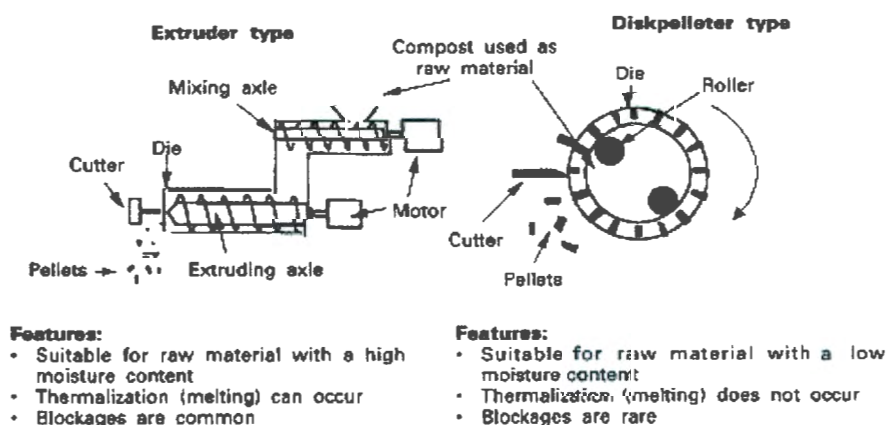 Extruder type
Diskpelleter type
Compost used as
raw material
Mixing axle
Die
Roller
Die
Cutter
Motor
Cutter
Pellets
Extruding axle
Pellets
Features:
• Suitable for raw material with a high
moisture content
• Thermalization (melting) can occur
• Blockages are common
Features:
• Suitable for raw material with a low
moisture content
• Thermalization (melting) does not occur
• Blockages are rare